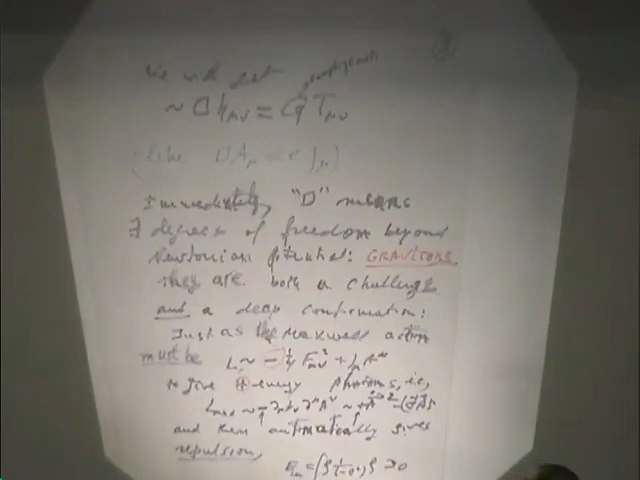 we will get
~ □ h_μν = G T_μν
(like □A_μ = e j_μ)
Immediately, "□" means
∃ degrees of freedom beyond
Newtonian potential: GRAVITONS,
they are both a challenge
and a deep confirmation:
Just as the Maxwell action
must be L ~ -¼ F_μν² + j_μ A^μ
to give ⊕ energy photons, i.e.,
and then automatically gives
repulsion,